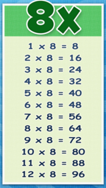 8x
1 x 8 = 8
2 x 8 = 16
3 x 8 = 24
4 x 8 = 32
5 x 8 = 40
6 x 8 = 48
7 x 8 = 56
8 x 8 = 64
9 x 8 = 72
10 x 8 = 80
11 x 8 = 88
12 x 8 = 96